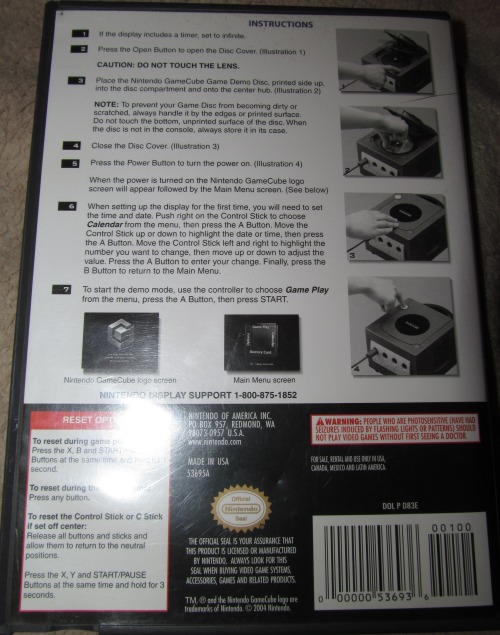 INSTRUCTIONS
1 If the display includes a timer, set to infinite.
2 Press the Open Button to open the Disc Cover. (Illustration 1)
CAUTION: DO NOT TOUCH THE LENS.
3 Place the Nintendo GameCube Game Demo Disc, printed side up,
into the disc compartment and onto the center hub. (Illustration 2)
NOTE: To prevent your Game Disc from becoming dirty or
scratched, always handle it by the edges or printed surface.
Do not touch the bottom, unprinted surface of the disc. When
the disc is not in the console, always store it in its case.
4 Close the Disc Cover. (Illustration 3)
5 Press the Power Button to turn the power on. (Illustration 4)
When the power is turned on the Nintendo GameCube logo
screen will appear followed by the Main Menu screen. (See below)
6 When setting up the display for the first time, you will need to set
the time and date. Push right on the Control Stick to choose
Calendar from the menu, then press the A Button. Move the
Control Stick up or down to highlight the date or time, then press
the A Button. Move the Control Stick left and right to highlight the
number you want to change, then move up or down to adjust the
value. Press the A Button to enter your change. Finally, press the
B Button to return to the Main Menu.
7 To start the demo mode, use the controller to choose Game Play
from the menu, press the A Button, then press START.
1
2
3
4
Game Play
Memory Card
Nintendo GameCube logo screen
Main Menu screen
NINTENDO DISPLAY SUPPORT 1-800-875-1852
RESET
To reset during game
Press the X, B and
Buttons at the same time and
second.
To reset during
Press any button.
To reset the Control Stick or C Stick
if set off center:
Release all buttons and sticks and
allow them to return to the neutral
positions.
Press the X, Y and START/PAUSE
Buttons at the same time and hold for 3
seconds.
NINTENDO OF AMERICA INC.
PO BOX 957, REDMOND, WA
98073-0957 U.S.A.
www.nintendo.com
MADE IN USA
53695A
Official
Nintendo
Seal
THE OFFICIAL SEAL IS YOUR ASSURANCE THAT
THIS PRODUCT IS LICENSED OR MANUFACTURED
BY NINTENDO. ALWAYS LOOK FOR THIS
SEAL WHEN BUYING VIDEO GAME SYSTEMS,
ACCESSORIES, GAMES AND RELATED PRODUCTS.
TM,® and the Nintendo GameCube logo are
trademarks of Nintendo. © 2004 Nintendo.
WARNING: PEOPLE WHO ARE PHOTOSENSITIVE (HAVE HAD
SEIZURES INDUCED BY FLASHING LIGHTS OR PATTERNS) SHOULD
NOT PLAY VIDEO GAMES WITHOUT FIRST SEEING A DOCTOR.
FOR SALE, RENTAL AND USE ONLY IN USA,
CANADA, MEXICO AND LATIN AMERICA.
DOL P D83E
00100
0 00000 53693 6